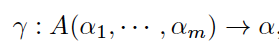 γ : A(α₁, ⋯ , αₘ) → α,